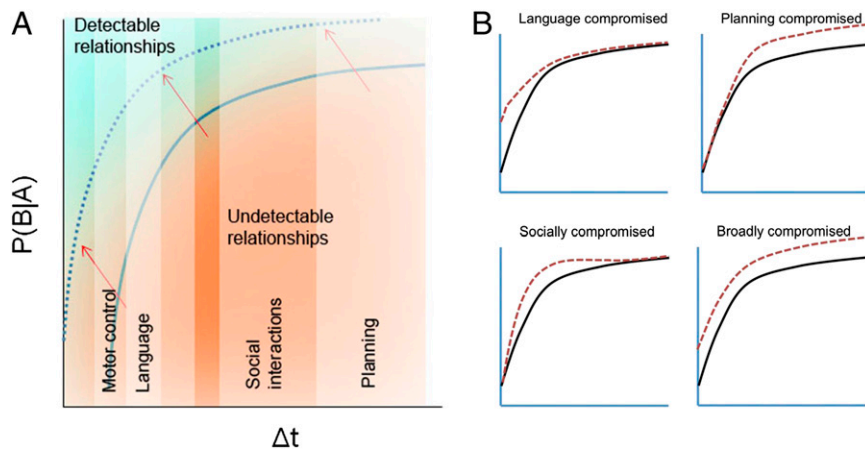 A
Detectable
relationships
Undetectable
relationships
Motor control
Language
Social
interactions
Planning
P(B|A)
Δt
B
Language compromised
Planning compromised
Socially compromised
Broadly compromised